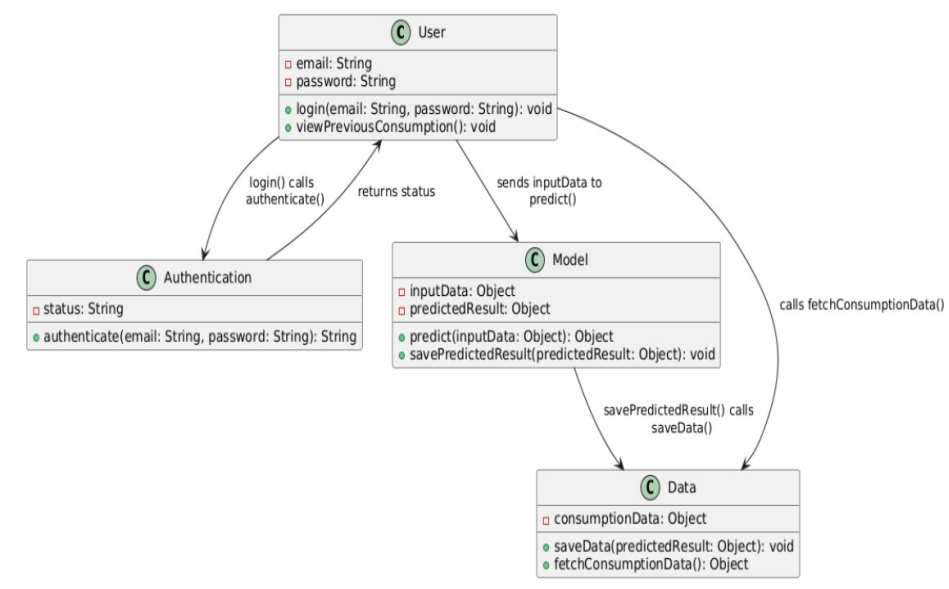 C User
email: String
password: String
login(email: String, password: String): void
viewPreviousConsumption(): void
login() calls
authenticate()
returns status
sends inputData to
predict()
C Authentication
status: String
authenticate(email: String, password: String): String
C Model
inputData: Object
predictedResult: Object
predict(inputData: Object): Object
savePredictedResult(predictedResult: Object): void
calls fetchConsumptionData()
savePredictedResult() calls
saveData()
C Data
consumptionData: Object
saveData(predictedResult: Object): void
fetchConsumptionData(): Object